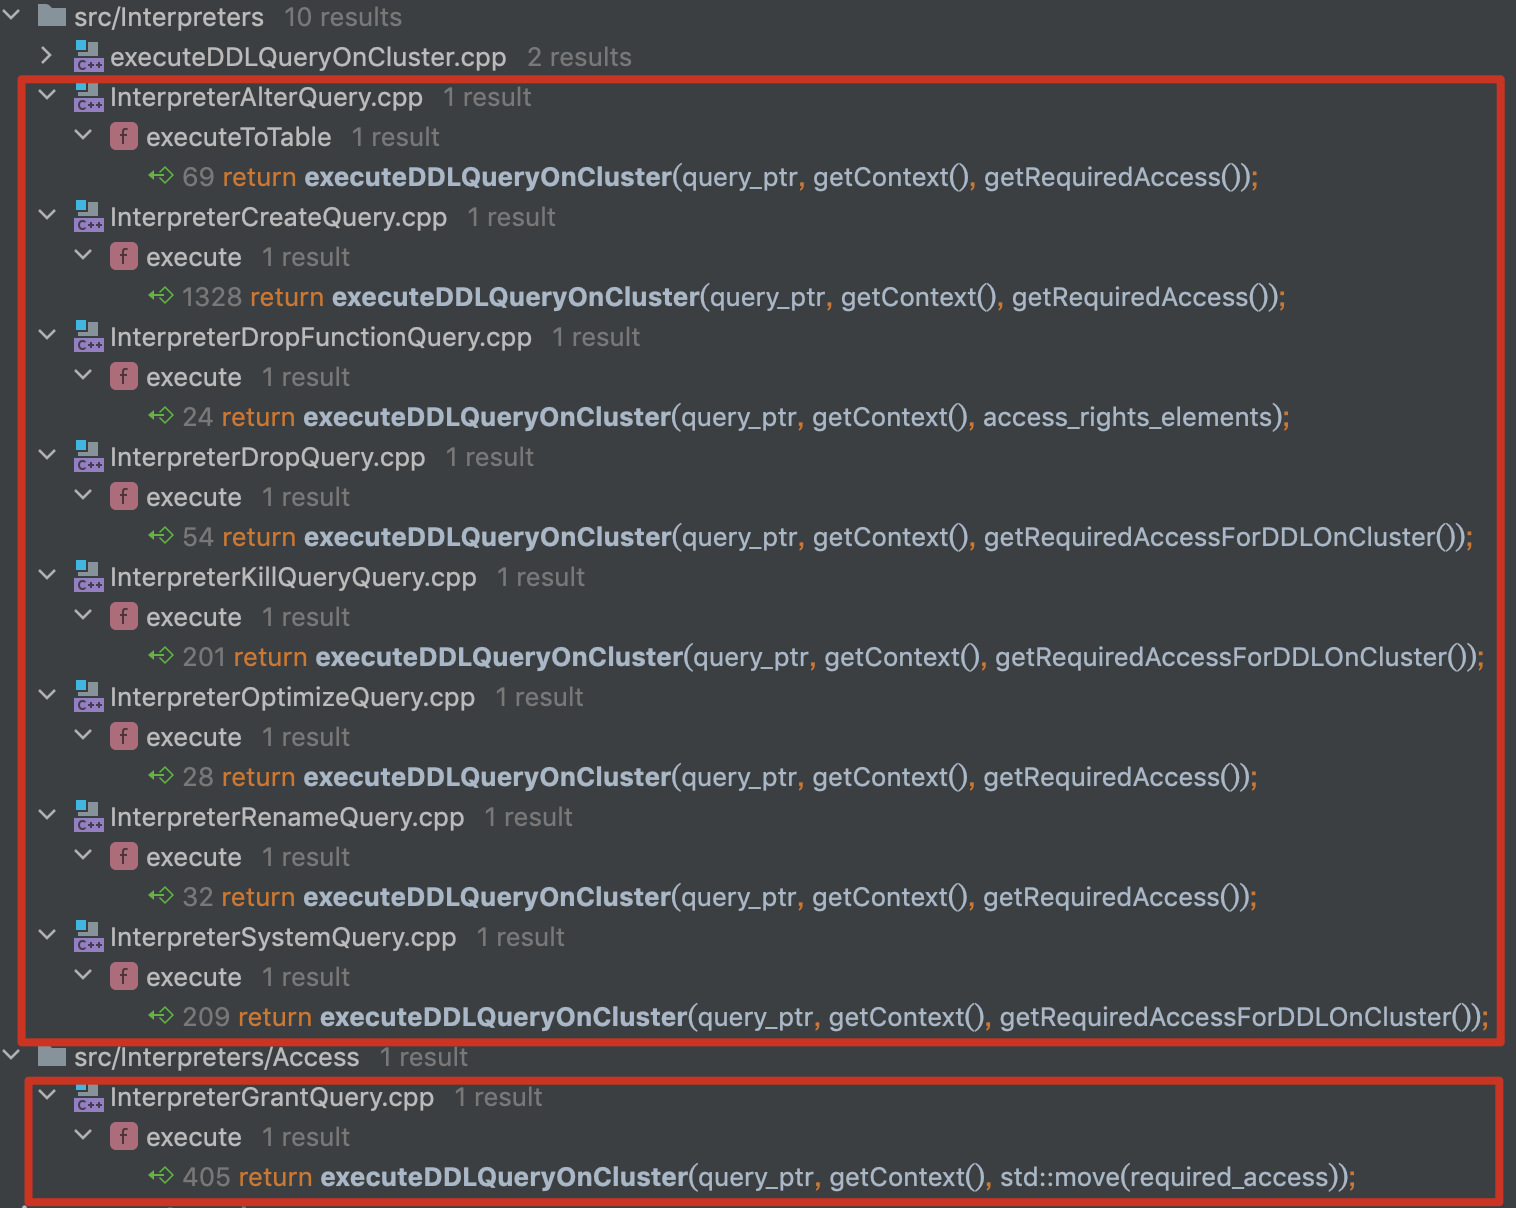 src/Interpreters 10 results
executeDDLQueryOnCluster.cpp 2 results
InterpreterAlterQuery.cpp 1 result
f executeToTable 1 result
69 return executeDDLQueryOnCluster(query_ptr, getContext(), getRequiredAccess());
InterpreterCreateQuery.cpp 1 result
f execute 1 result
1328 return executeDDLQueryOnCluster(query_ptr, getContext(), getRequiredAccess());
InterpreterDropFunctionQuery.cpp 1 result
f execute 1 result
24 return executeDDLQueryOnCluster(query_ptr, getContext(), access_rights_elements);
InterpreterDropQuery.cpp 1 result
f execute 1 result
54 return executeDDLQueryOnCluster(query_ptr, getContext(), getRequiredAccessForDDLOnCluster());
InterpreterKillQueryQuery.cpp 1 result
f execute 1 result
201 return executeDDLQueryOnCluster(query_ptr, getContext(), getRequiredAccessForDDLOnCluster());
InterpreterOptimizeQuery.cpp 1 result
f execute 1 result
28 return executeDDLQueryOnCluster(query_ptr, getContext(), getRequiredAccess());
InterpreterRenameQuery.cpp 1 result
f execute 1 result
32 return executeDDLQueryOnCluster(query_ptr, getContext(), getRequiredAccess());
InterpreterSystemQuery.cpp 1 result
f execute 1 result
209 return executeDDLQueryOnCluster(query_ptr, getContext(), getRequiredAccessForDDLOnCluster());
src/Interpreters/Access 1 result
InterpreterGrantQuery.cpp 1 result
f execute 1 result
405 return executeDDLQueryOnCluster(query_ptr, getContext(), std::move(required_access));